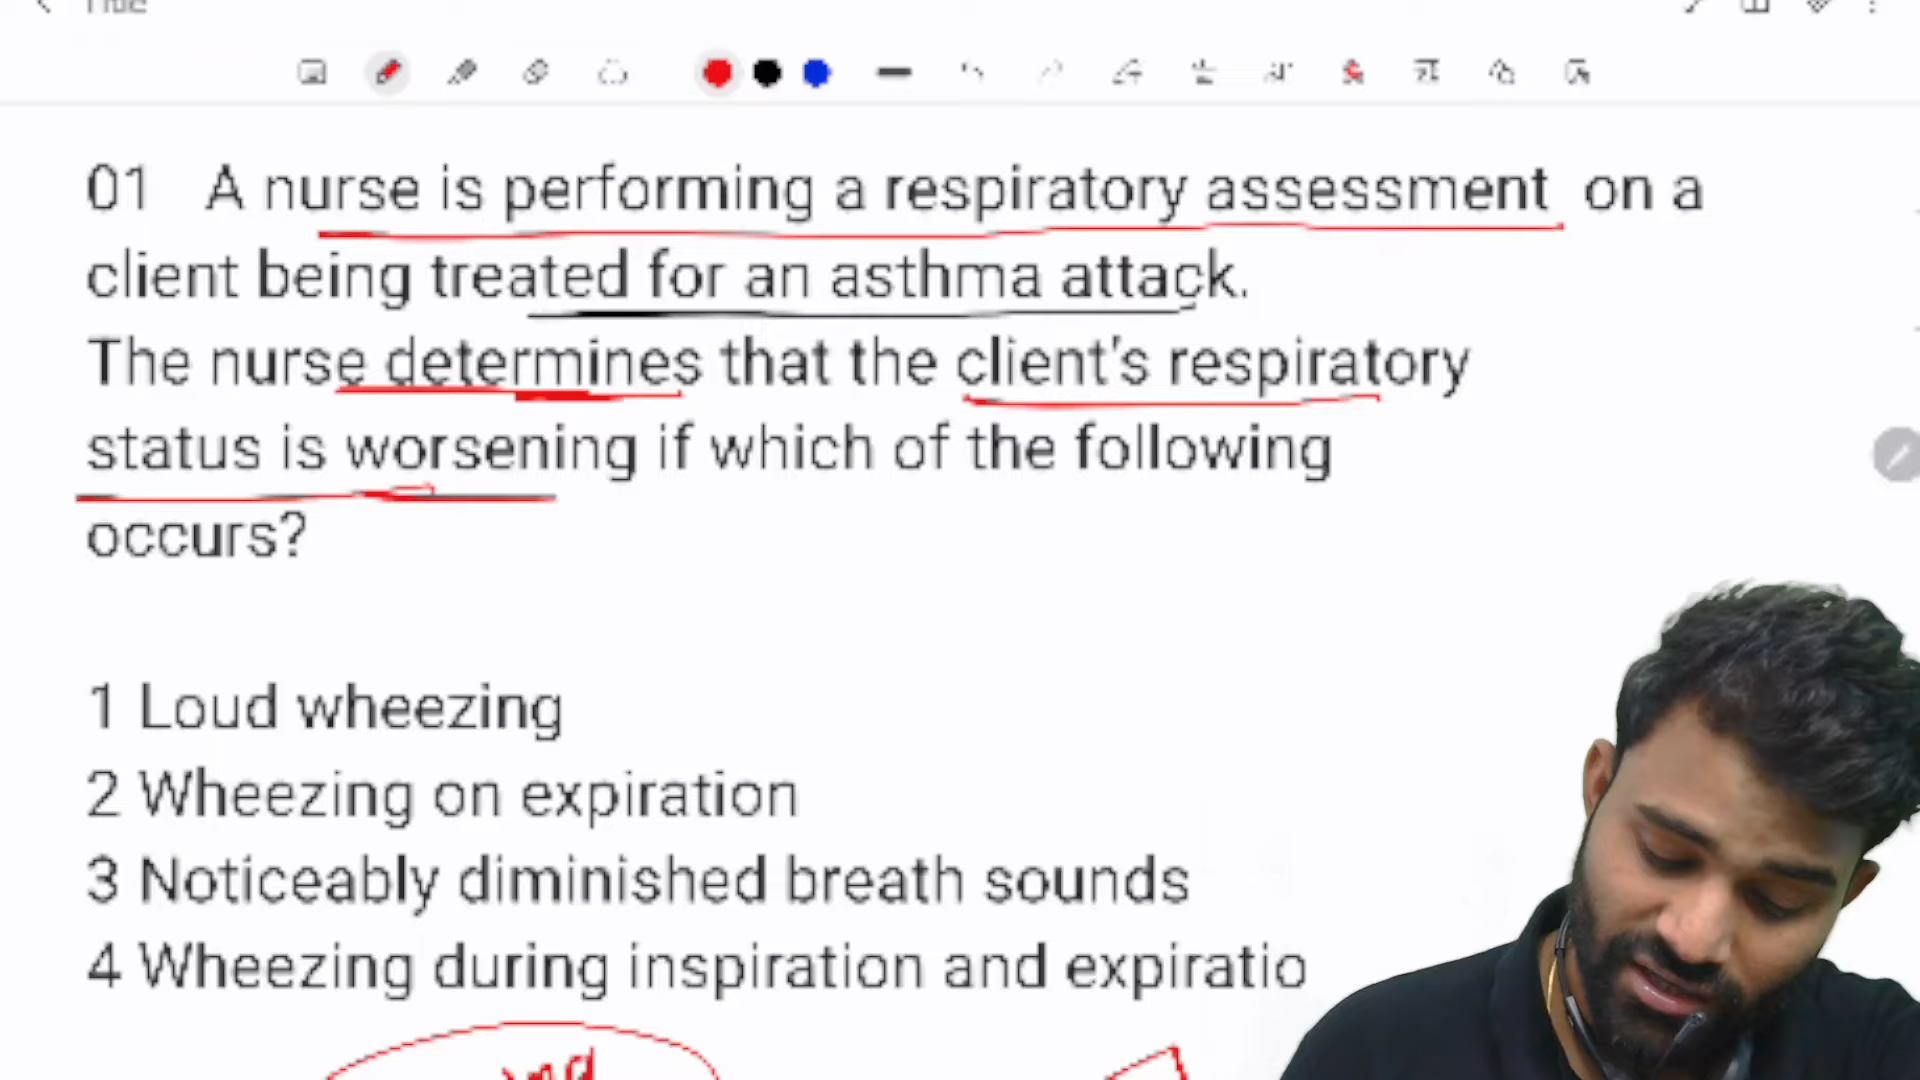 Title
01 A nurse is performing a respiratory assessment on a
client being treated for an asthma attack.
The nurse determines that the client's respiratory
status is worsening if which of the following
occurs?
1 Loud wheezing
2 Wheezing on expiration
3 Noticeably diminished breath sounds
4 Wheezing during inspiration and expiratio